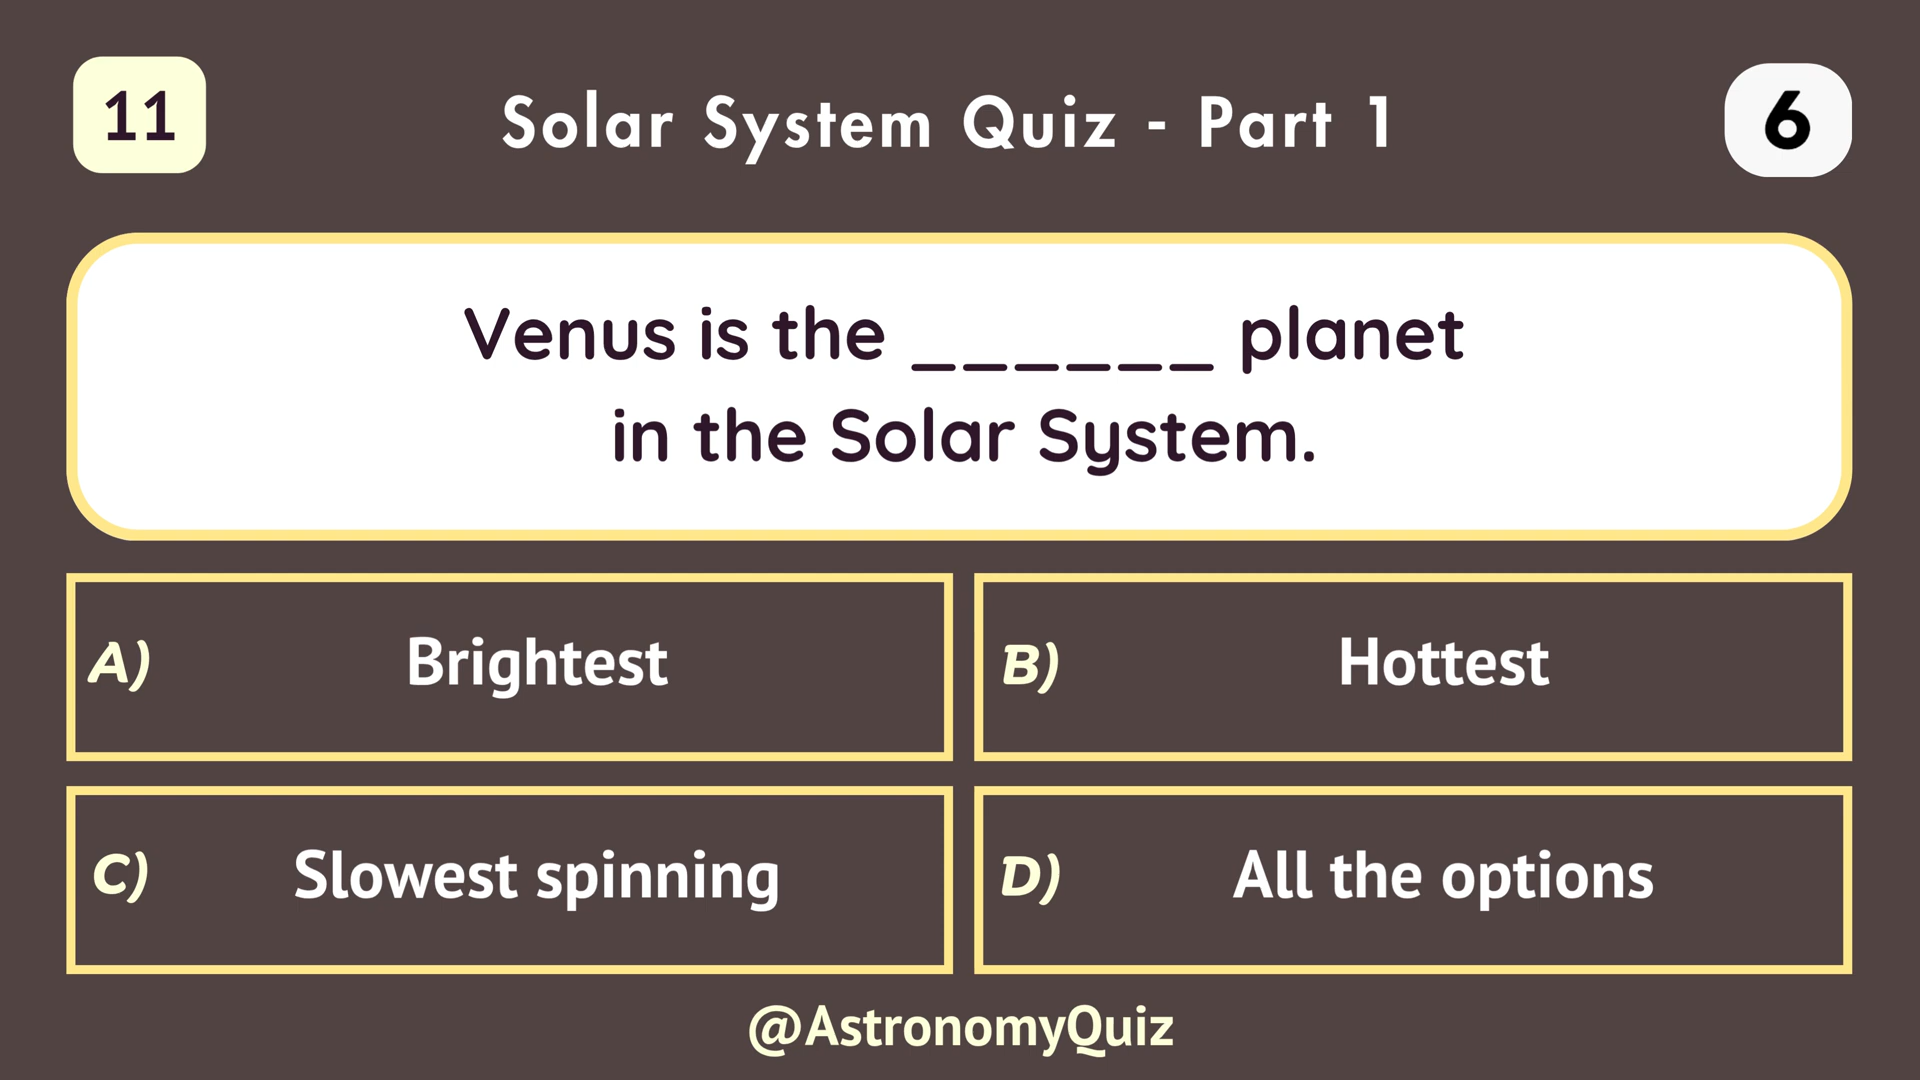 11
Solar System Quiz - Part 1
6
Venus is the ______ planet
in the Solar System.
A) Brightest
B) Hottest
C) Slowest spinning
D) All the options
@AstronomyQuiz